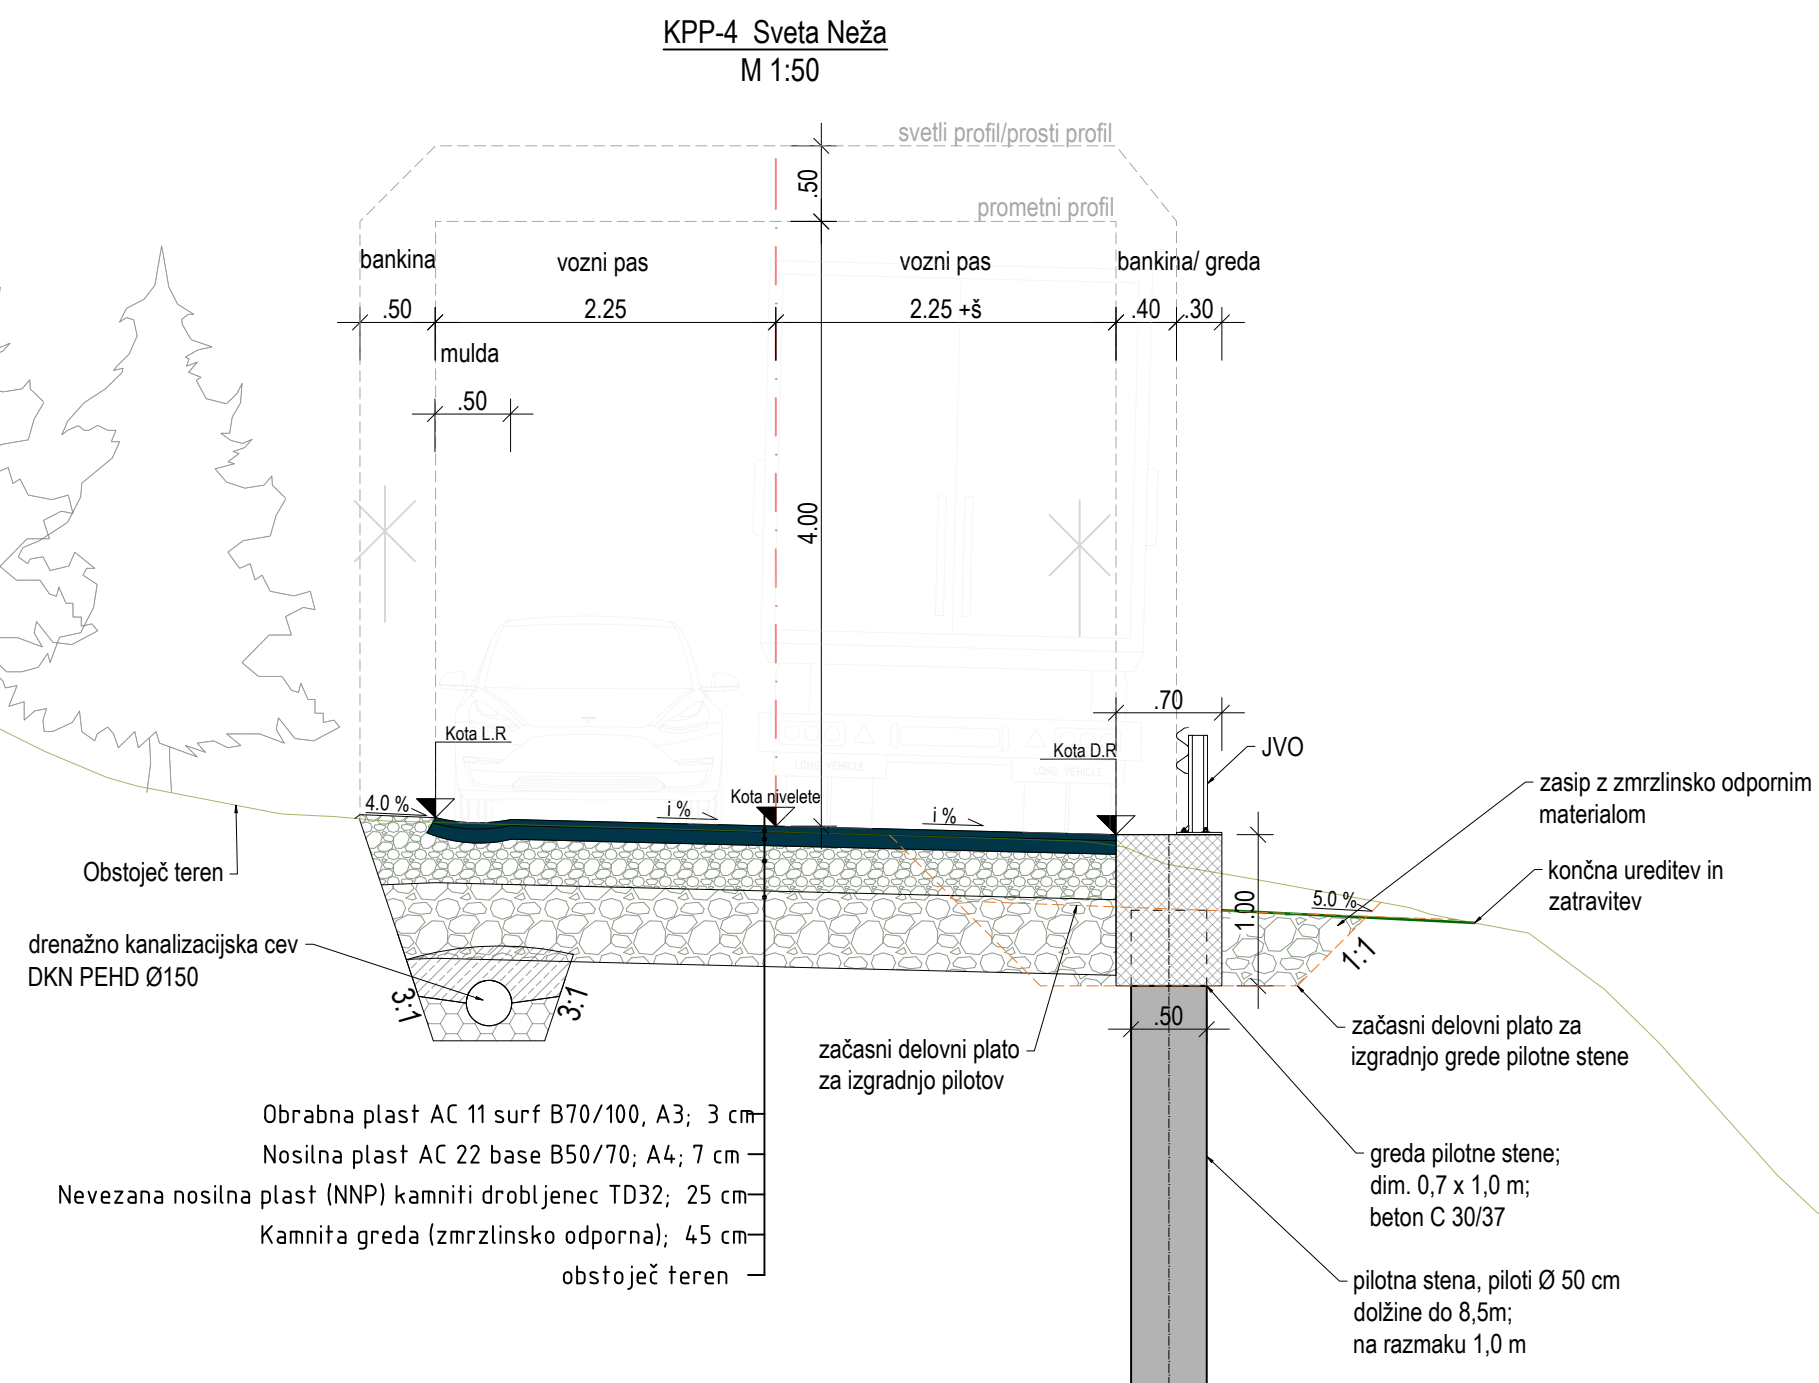 KPP-4 Sveta Neža
M 1:50
svetli profil/prosti profil
.50
prometni profil
bankina
vozni pas
vozni pas
bankina/ greda
.50
2.25
2.25 +š
.40
.30
mulda
.50
4.00
.70
Kota L.R
Kota D.R
JVO
LONG VEHICLE
LONG VEHICLE
Kota nivelete
4.0 %
i %
i %
zasip z zmrzlinsko odpornim
materialom
Obstoječ teren
končna ureditev in
zatravitev
5.0 %
1.00
1:1
drenažno kanalizacijska cev
DKN PEHD Ø150
3:1
3:1
.50
začasni delovni plato
za izgradnjo pilotov
začasni delovni plato za
izgradnjo grede pilotne stene
Obrabna plast AC 11 surf B70/100, A3; 3 cm
Nosilna plast AC 22 base B50/70; A4; 7 cm
Nevezana nosilna plast (NNP) kamniti drobljenec TD32; 25 cm
Kamnita greda (zmrzlinsko odporna); 45 cm
obstoječ teren
greda pilotne stene;
dim. 0,7 x 1,0 m;
beton C 30/37
pilotna stena, piloti Ø 50 cm
dolžine do 8,5m;
na razmaku 1,0 m